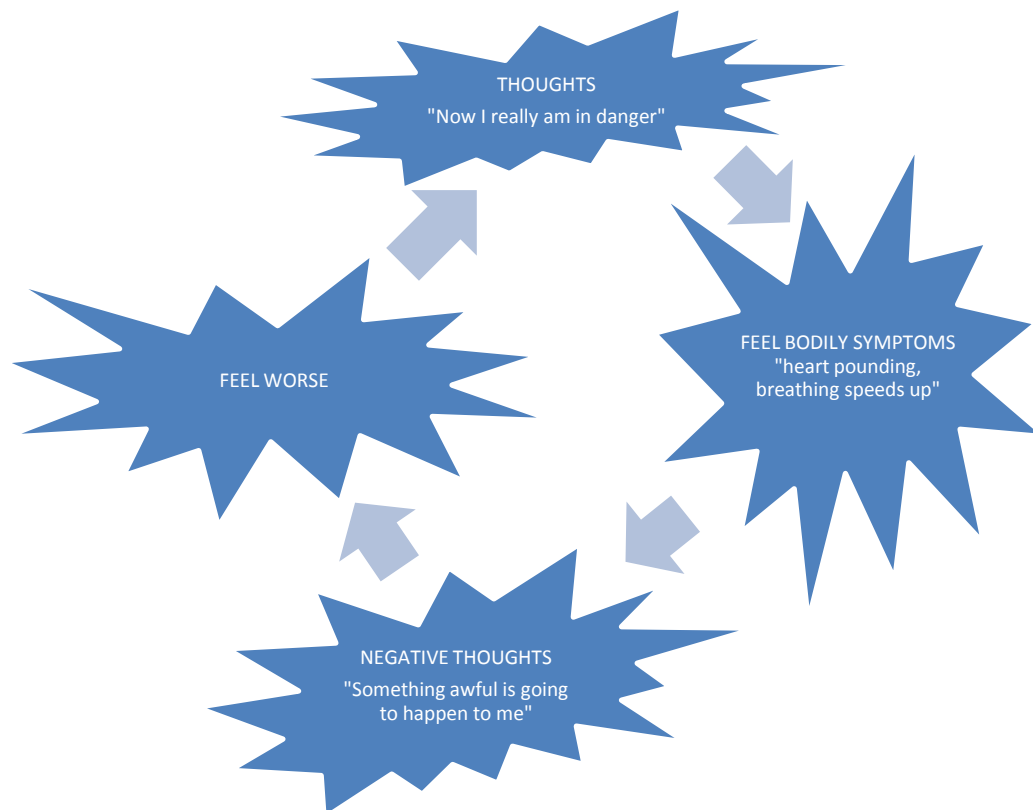 THOUGHTS
"Now I really am in danger"
FEEL BODILY SYMPTOMS
"heart pounding,
breathing speeds up"
NEGATIVE THOUGHTS
"Something awful is going
to happen to me"
FEEL WORSE